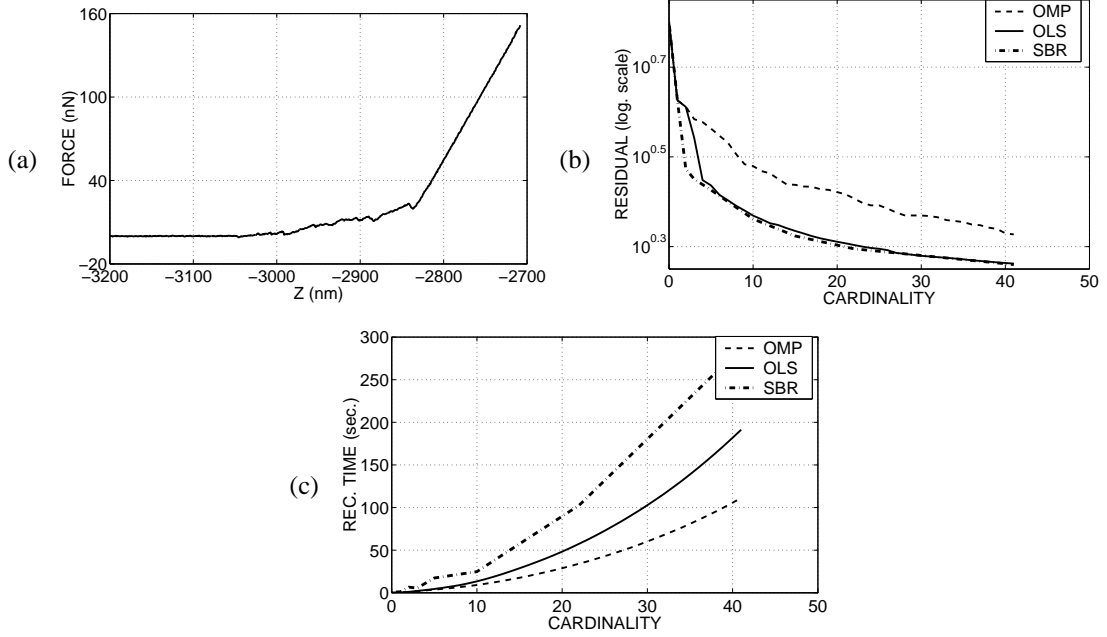 (a)
FORCE (nN)
160
100
40
−20
−3200
−3100
−3000
−2900
−2800
−2700
Z (nm)
(b)
RESIDUAL (log. scale)
10^0.7
10^0.5
10^0.3
0
10
20
30
40
50
CARDINALITY
OMP
OLS
SBR
(c)
REC. TIME (sec.)
300
250
200
150
100
50
0
0
10
20
30
40
50
CARDINALITY
OMP
OLS
SBR